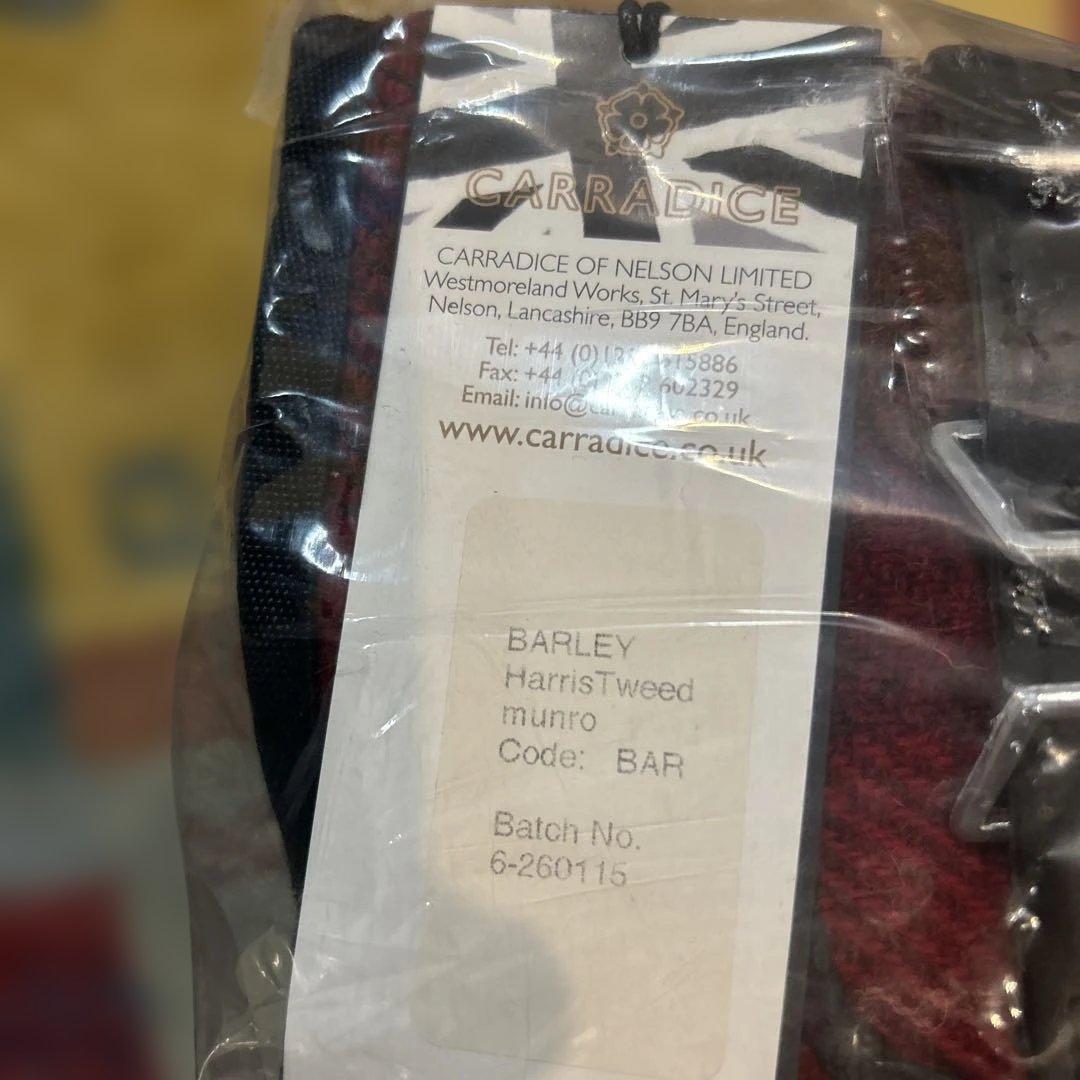 CARRADICE
CARRADICE OF NELSON LIMITED
Westmoreland Works, St. Mary's Street,
Nelson, Lancashire, BB9 7BA, England.
Tel: +44
Fax: +44 602329
Email:
www.carradice.co.uk
BARLEY
HarrisTweed
munro
Code: BAR
Batch No.
6-260115